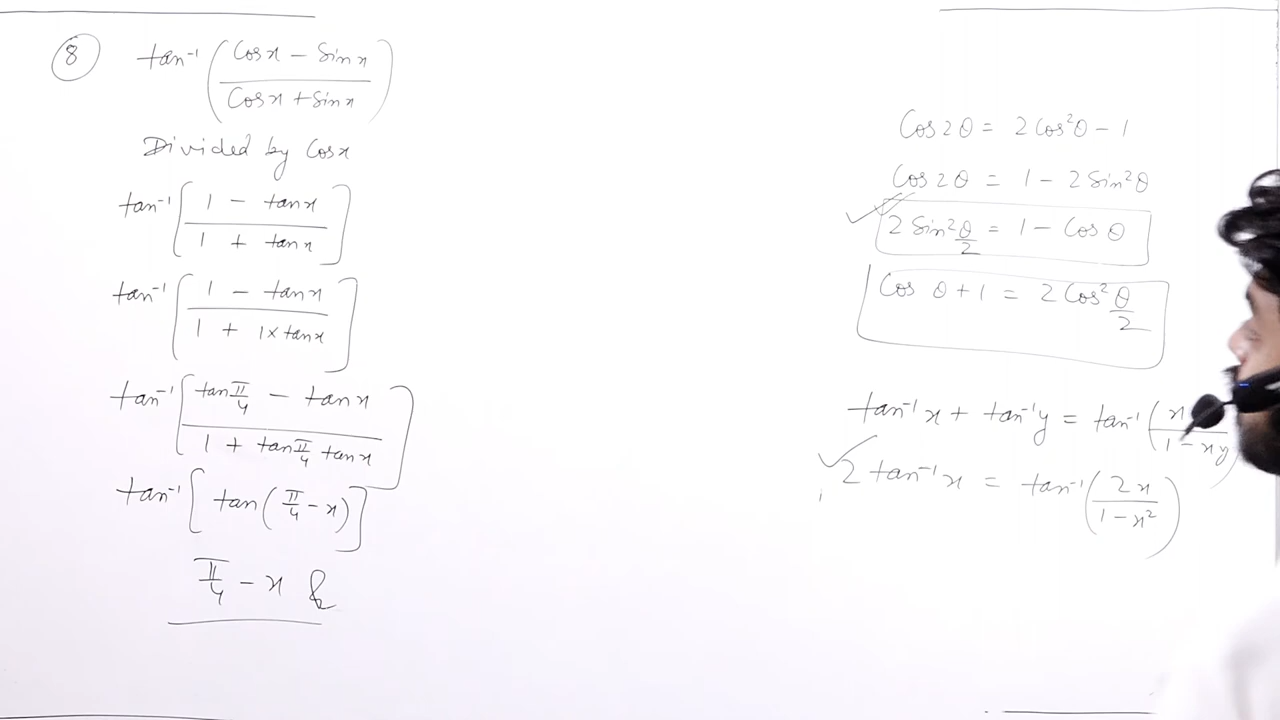 8 tan⁻¹ ( Cos x − Sin x / Cos x + Sin x )
Divided by Cos x
tan⁻¹ [ 1 − tan x / 1 + tan x ]
tan⁻¹ [ 1 − tan x / 1 + 1 × tan x ]
tan⁻¹ [ tan π/4 − tan x / 1 + tan π/4 tan x ]
tan⁻¹ [ tan ( π/4 − x ) ]
π/4 − x
Cos 2θ = 2 Cos²θ − 1
Cos 2θ = 1 − 2 Sin²θ
2 Sin² θ/2 = 1 − Cos θ
Cos θ + 1 = 2 Cos² θ/2
tan⁻¹ x + tan⁻¹ y = tan⁻¹ ( x / 1 − xy )
2 tan⁻¹ x = tan⁻¹ ( 2x / 1 − x² )